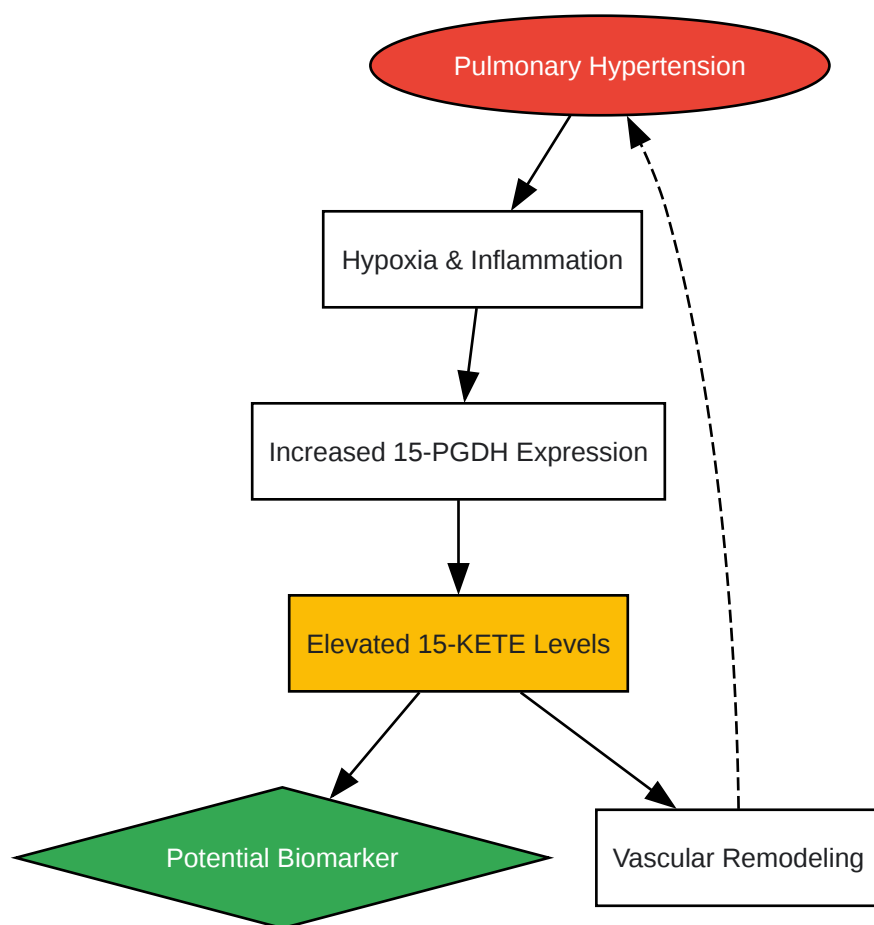 Pulmonary Hypertension
Hypoxia & Inflammation
Increased 15-PGDH Expression
Elevated 15-KETE Levels
Potential Biomarker
Vascular Remodeling